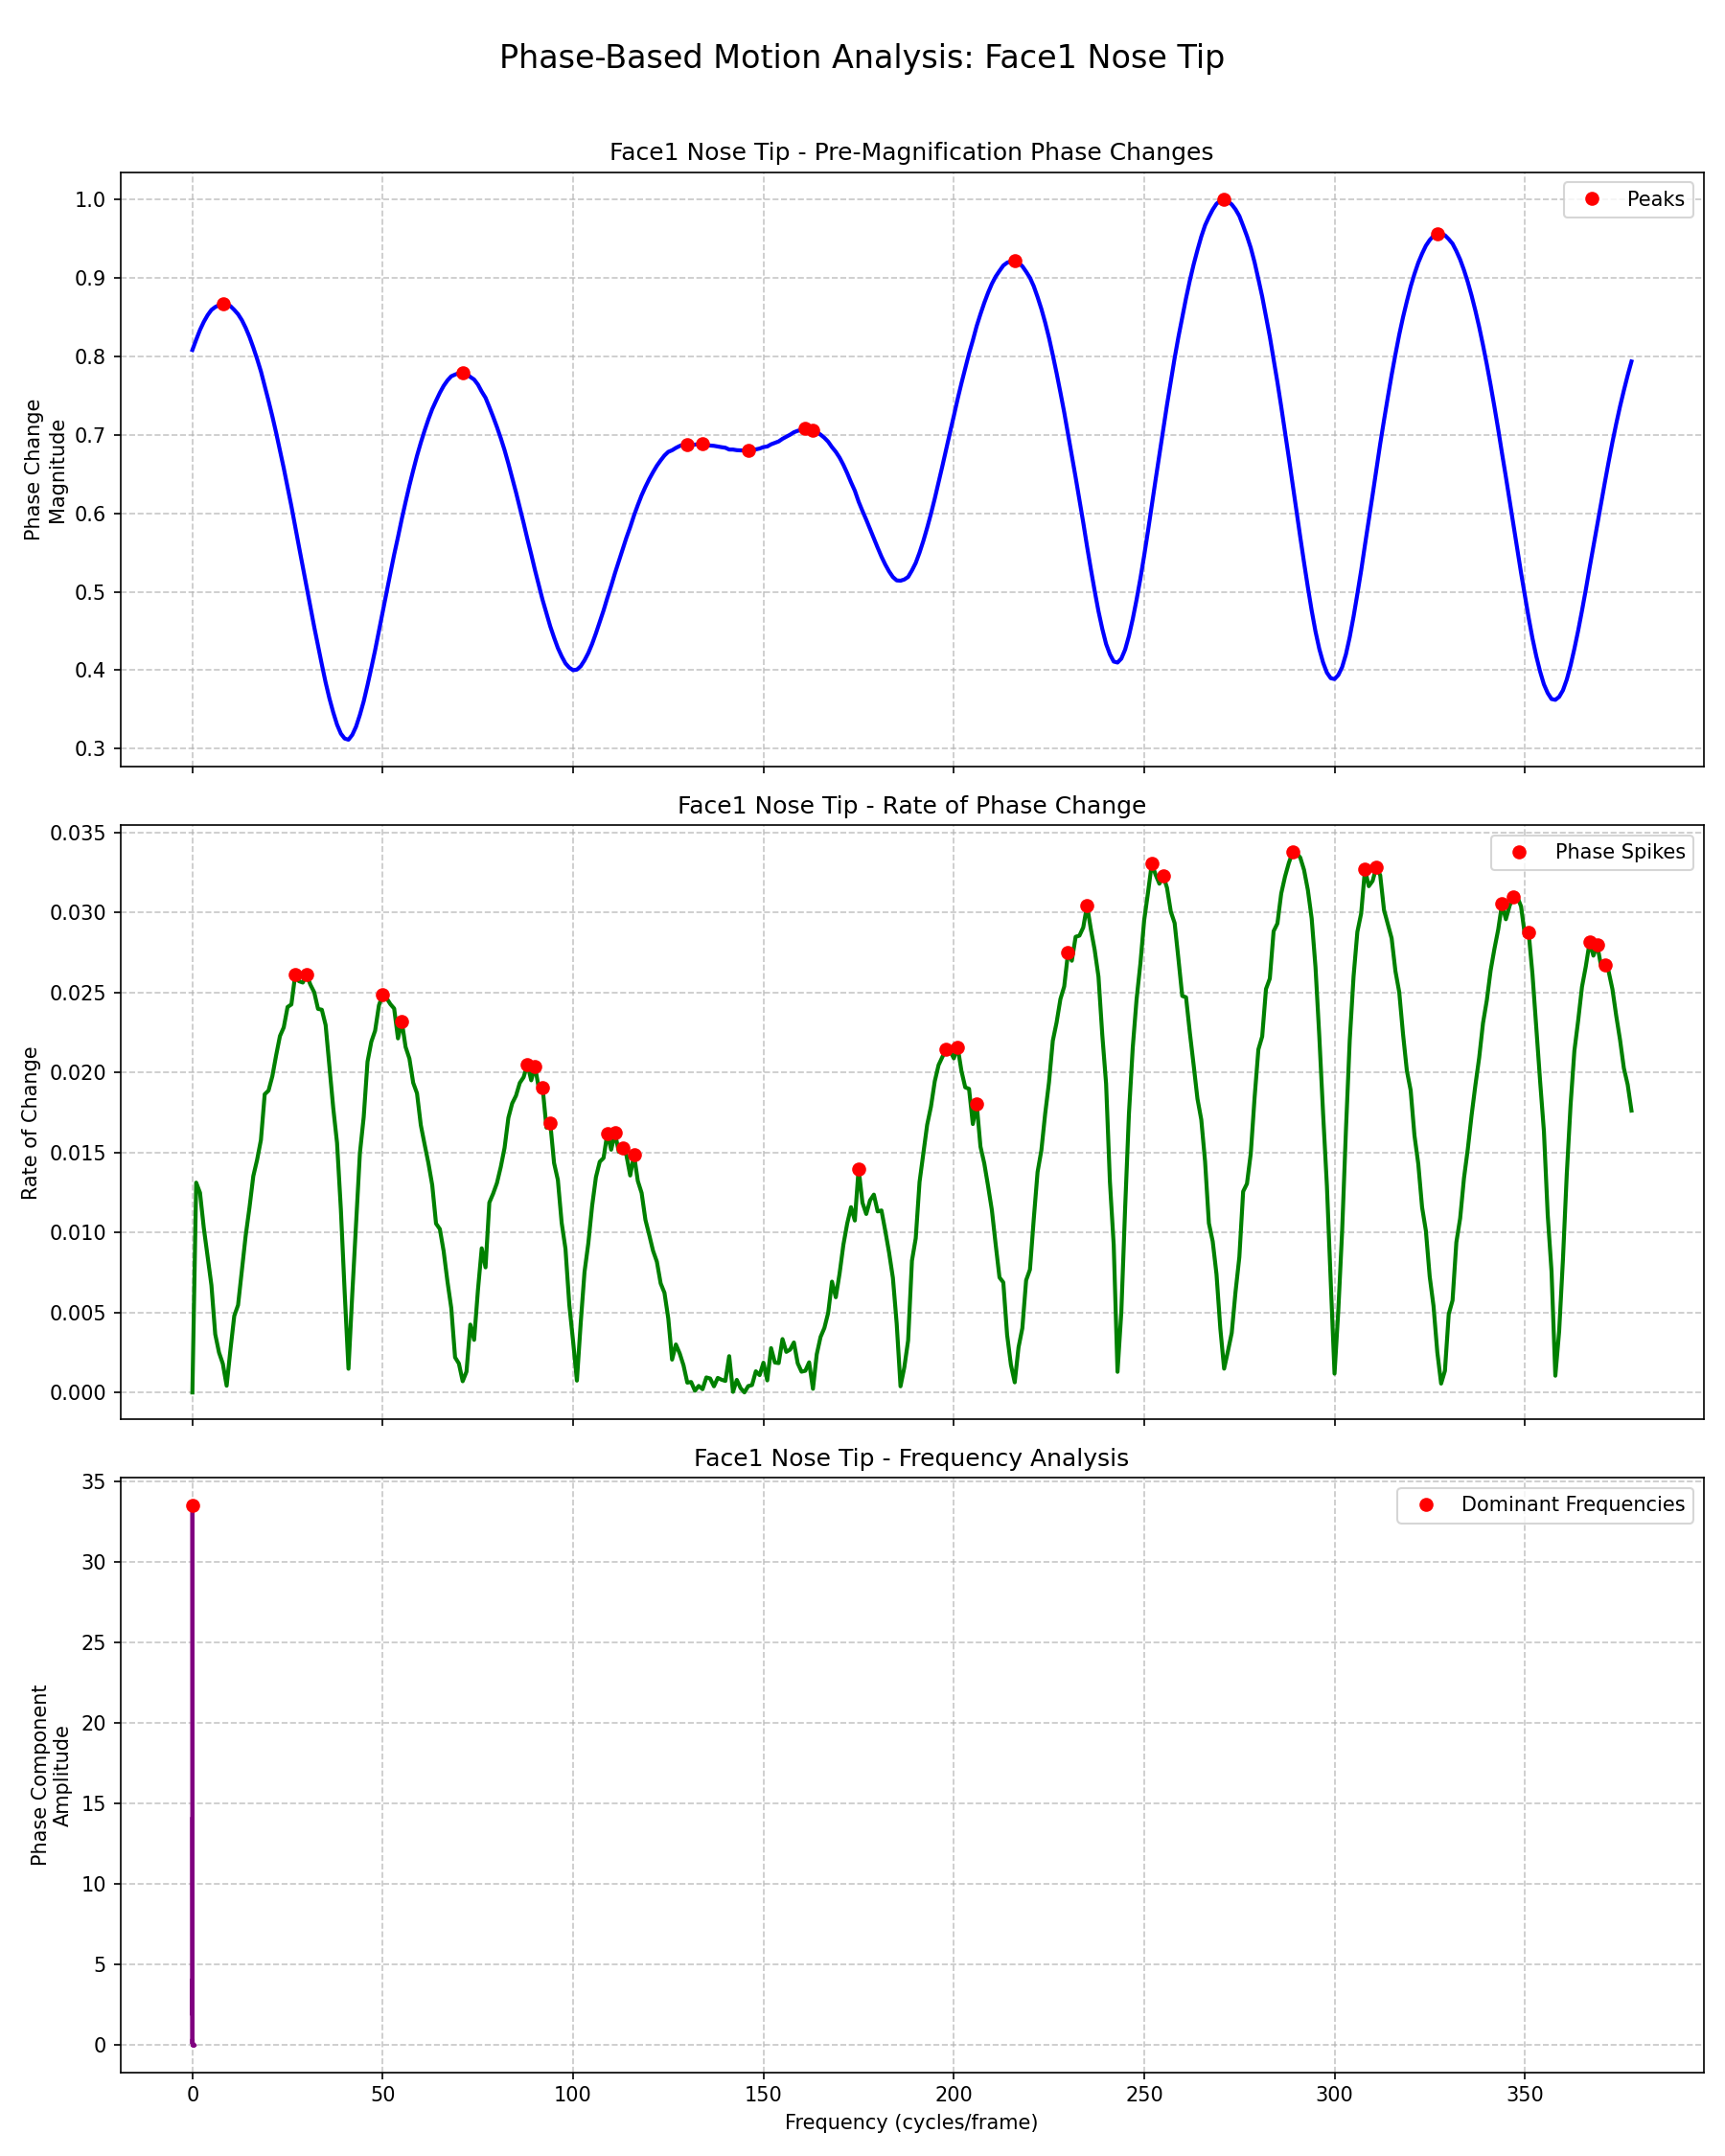 Phase-Based Motion Analysis: Face1 Nose Tip
Face1 Nose Tip - Pre-Magnification Phase Changes
Peaks
Phase Change
Magnitude
1.0
0.9
0.8
0.7
0.6
0.5
0.4
0.3
Face1 Nose Tip - Rate of Phase Change
Phase Spikes
Rate of Change
0.035
0.030
0.025
0.020
0.015
0.010
0.005
0.000
Face1 Nose Tip - Frequency Analysis
Dominant Frequencies
Phase Component
Amplitude
35
30
25
20
15
10
5
0
0 50 100 150 200 250 300 350
Frequency (cycles/frame)